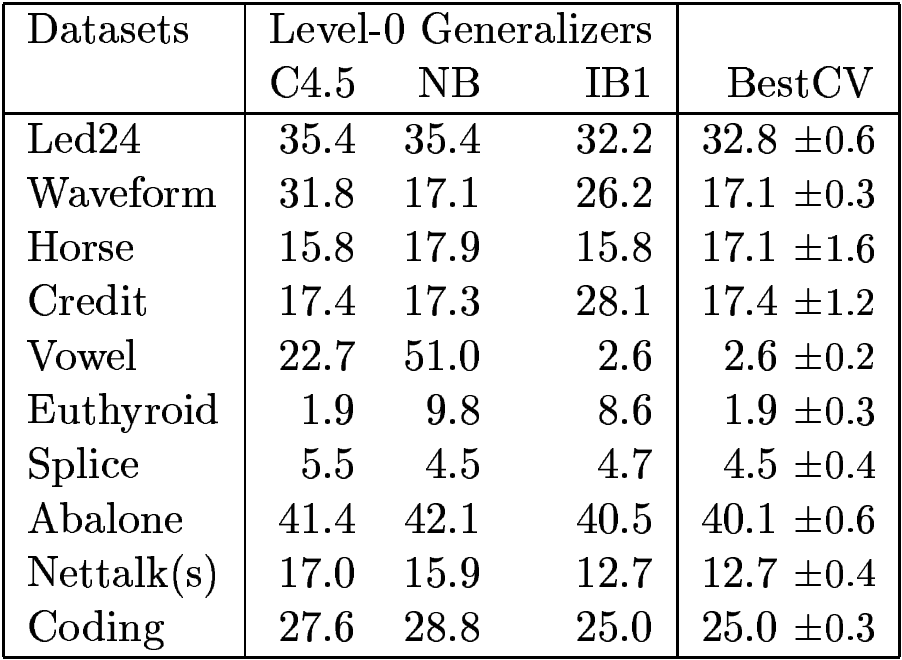 Datasets Level-0 Generalizers
C4.5 NB IB1 BestCV
Led24 35.4 35.4 32.2 32.8 ±0.6
Waveform 31.8 17.1 26.2 17.1 ±0.3
Horse 15.8 17.9 15.8 17.1 ±1.6
Credit 17.4 17.3 28.1 17.4 ±1.2
Vowel 22.7 51.0 2.6 2.6 ±0.2
Euthyroid 1.9 9.8 8.6 1.9 ±0.3
Splice 5.5 4.5 4.7 4.5 ±0.4
Abalone 41.4 42.1 40.5 40.1 ±0.6
Nettalk(s) 17.0 15.9 12.7 12.7 ±0.4
Coding 27.6 28.8 25.0 25.0 ±0.3